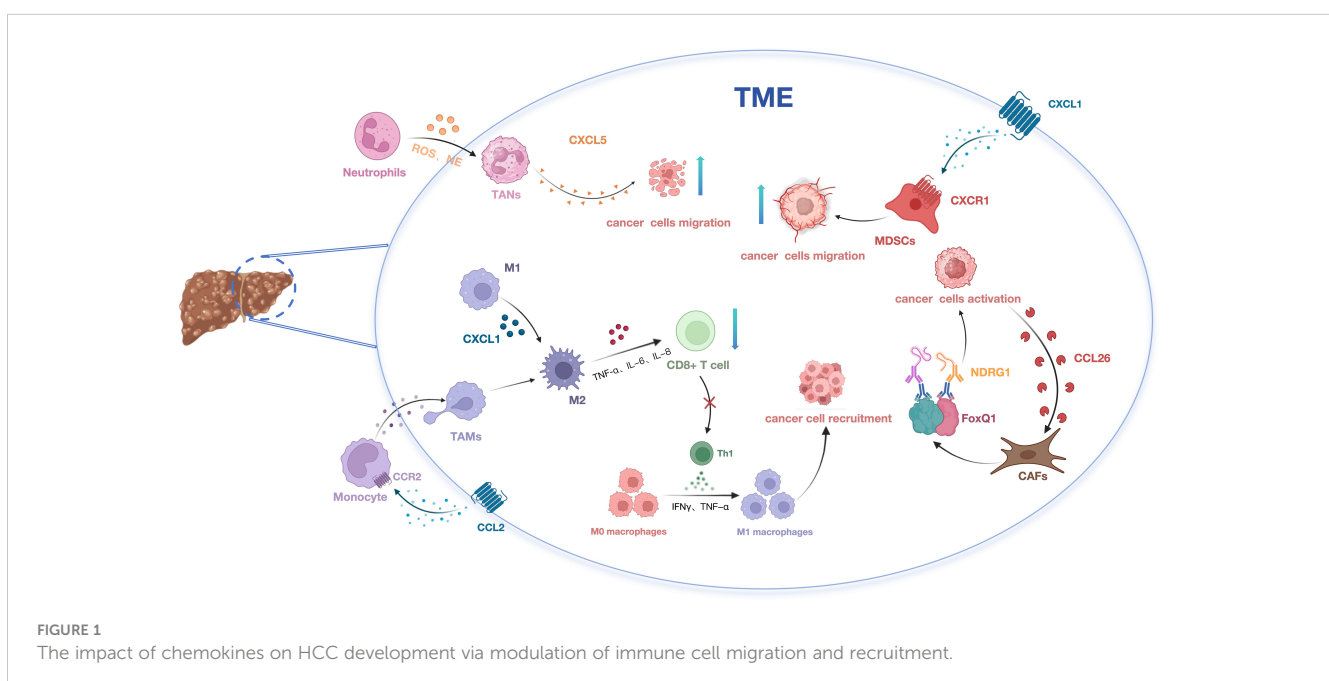 TME
CXCL1
ROS、NE
CXCL5
Neutrophils
TANs
cancer cells migration
CXCR1
MDSCs
cancer cells migration
M1
cancer cells activation
CXCL1
TNF-α、IL-6、IL-8
CD8+ T cell
M2
CCL26
NDRG1
FoxQ1
cancer cell recruitment
TAMs
Th1
CCR2
Monocyte
CAFs
IFNγ、TNF-α
CCL2
M0 macrophages
M1 macrophages
FIGURE 1
The impact of chemokines on HCC development via modulation of immune cell migration and recruitment.